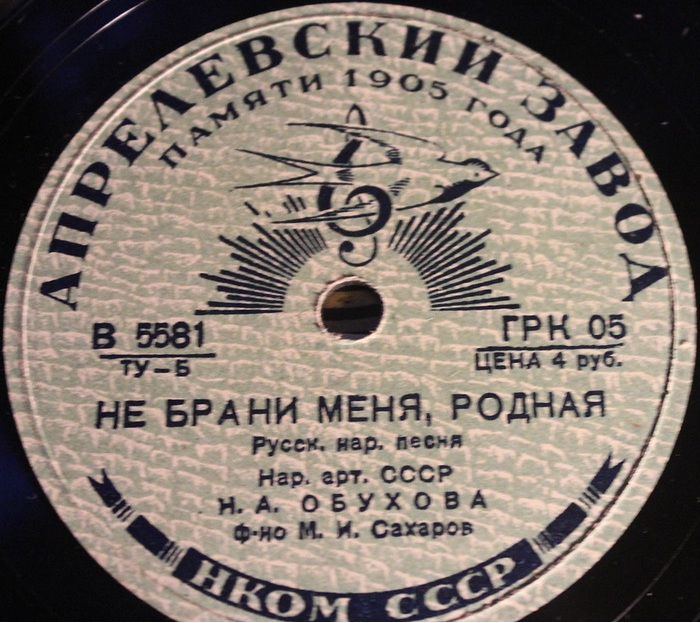 АПРЕЛЕВСКИЙ ЗАВОД
ПАМЯТИ 1905 ГОДА
В 5581
ТУ-Б
ГРК 05
ЦЕНА 4 руб.
НЕ БРАНИ МЕНЯ, РОДНАЯ
Русск. нар. песня
Нар. арт. СССР
Н. А. ОБУХОВА
ф-но М. И. Сахаров
НКОМ СССР